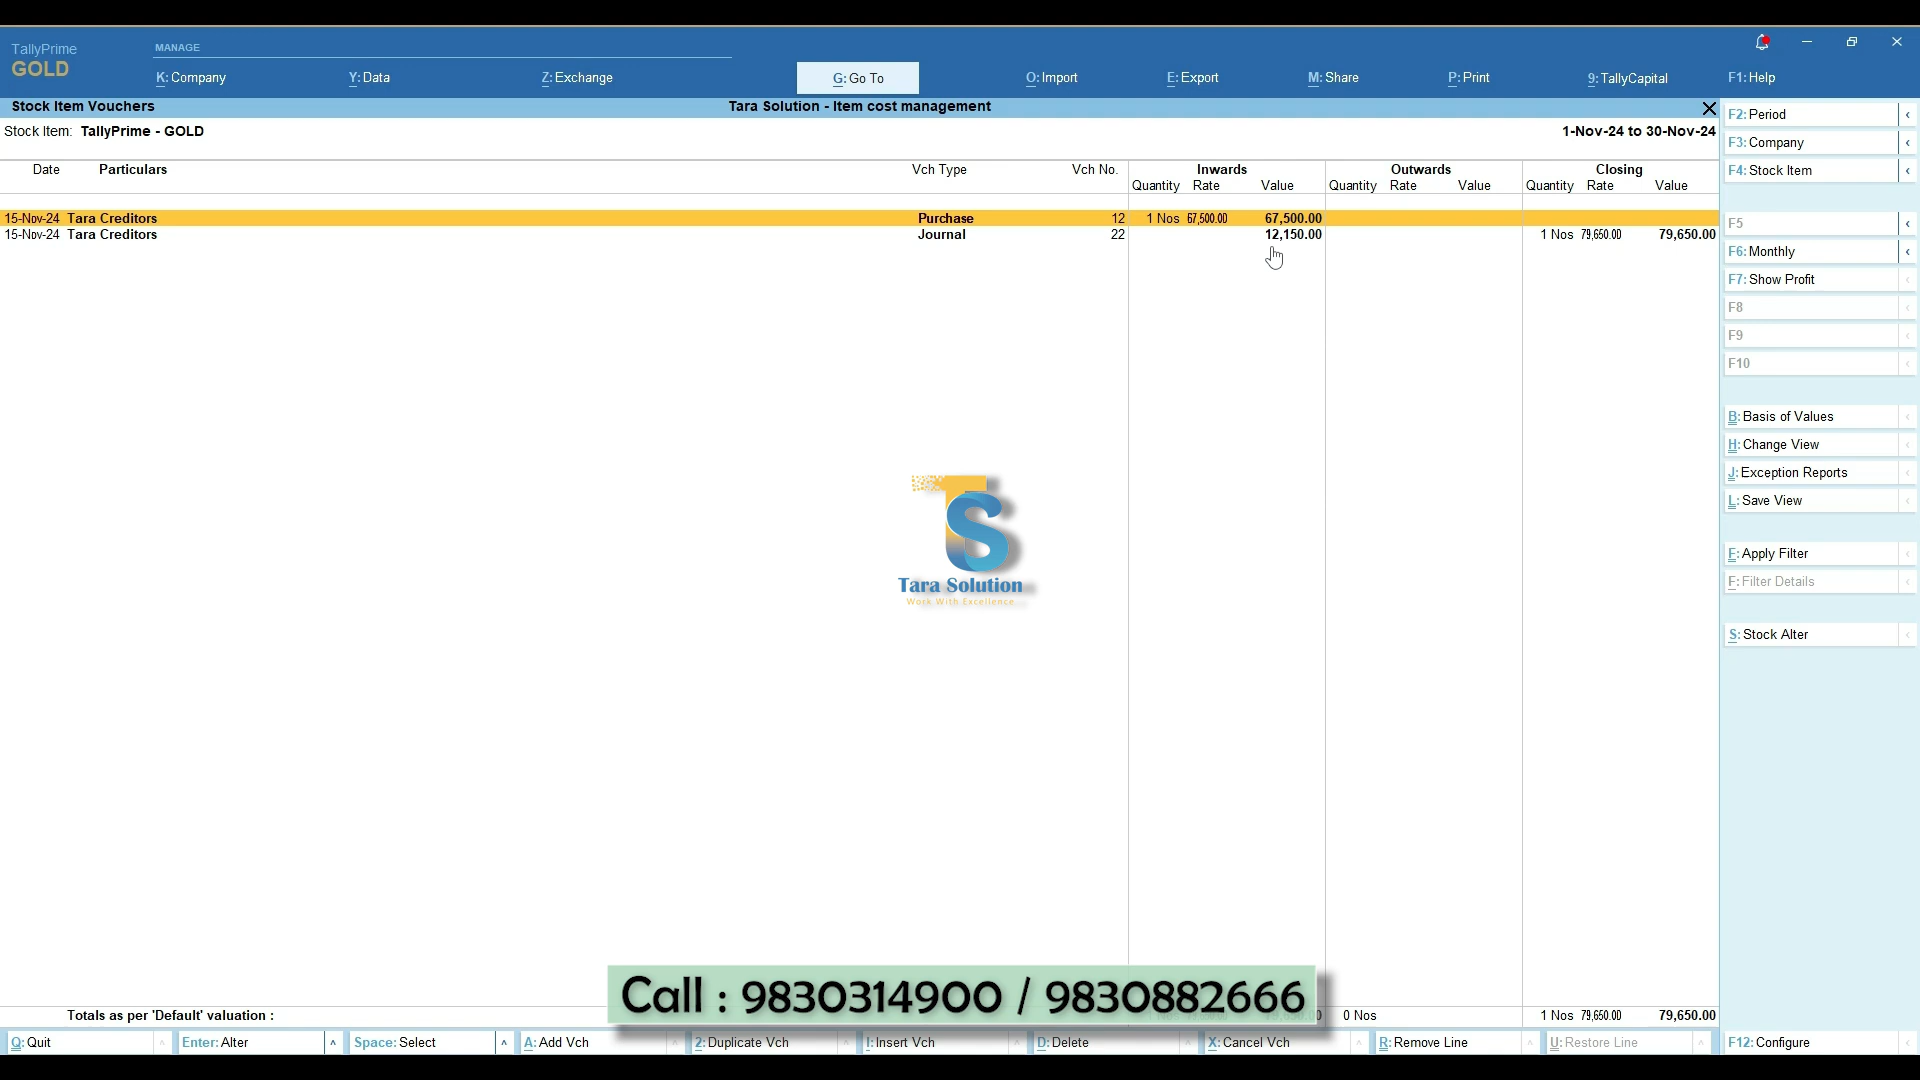 TallyPrime
GOLD
MANAGE
K: Company
Y: Data
Z: Exchange
G: Go To
O: Import
E: Export
M: Share
P: Print
9: TallyCapital
F1: Help
Stock Item Vouchers
Tara Solution - Item cost management
Stock Item: TallyPrime - GOLD
1-Nov-24 to 30-Nov-24
Date Particulars Vch Type Vch No. Inwards Outwards Closing
Quantity Rate Value Quantity Rate Value Quantity Rate Value
15-Nov-24 Tara Creditors Purchase 12 1 Nos 67,500.00 67,500.00
15-Nov-24 Tara Creditors Journal 22 12,150.00 1 Nos 79,650.00 79,650.00
TS
Tara Solution
Work With Excellence...
Call : 9830314900 / 9830882666
Totals as per 'Default' valuation : 0 Nos 1 Nos 79,650.00 79,650.00
Q: Quit
Enter: Alter
Space: Select
A: Add Vch
2: Duplicate Vch
I: Insert Vch
D: Delete
X: Cancel Vch
R: Remove Line
U: Restore Line
F2: Period
F3: Company
F4: Stock Item
F5
F6: Monthly
F7: Show Profit
F8
F9
F10
B: Basis of Values
H: Change View
J: Exception Reports
L: Save View
F: Apply Filter
F: Filter Details
S: Stock Alter
F12: Configure